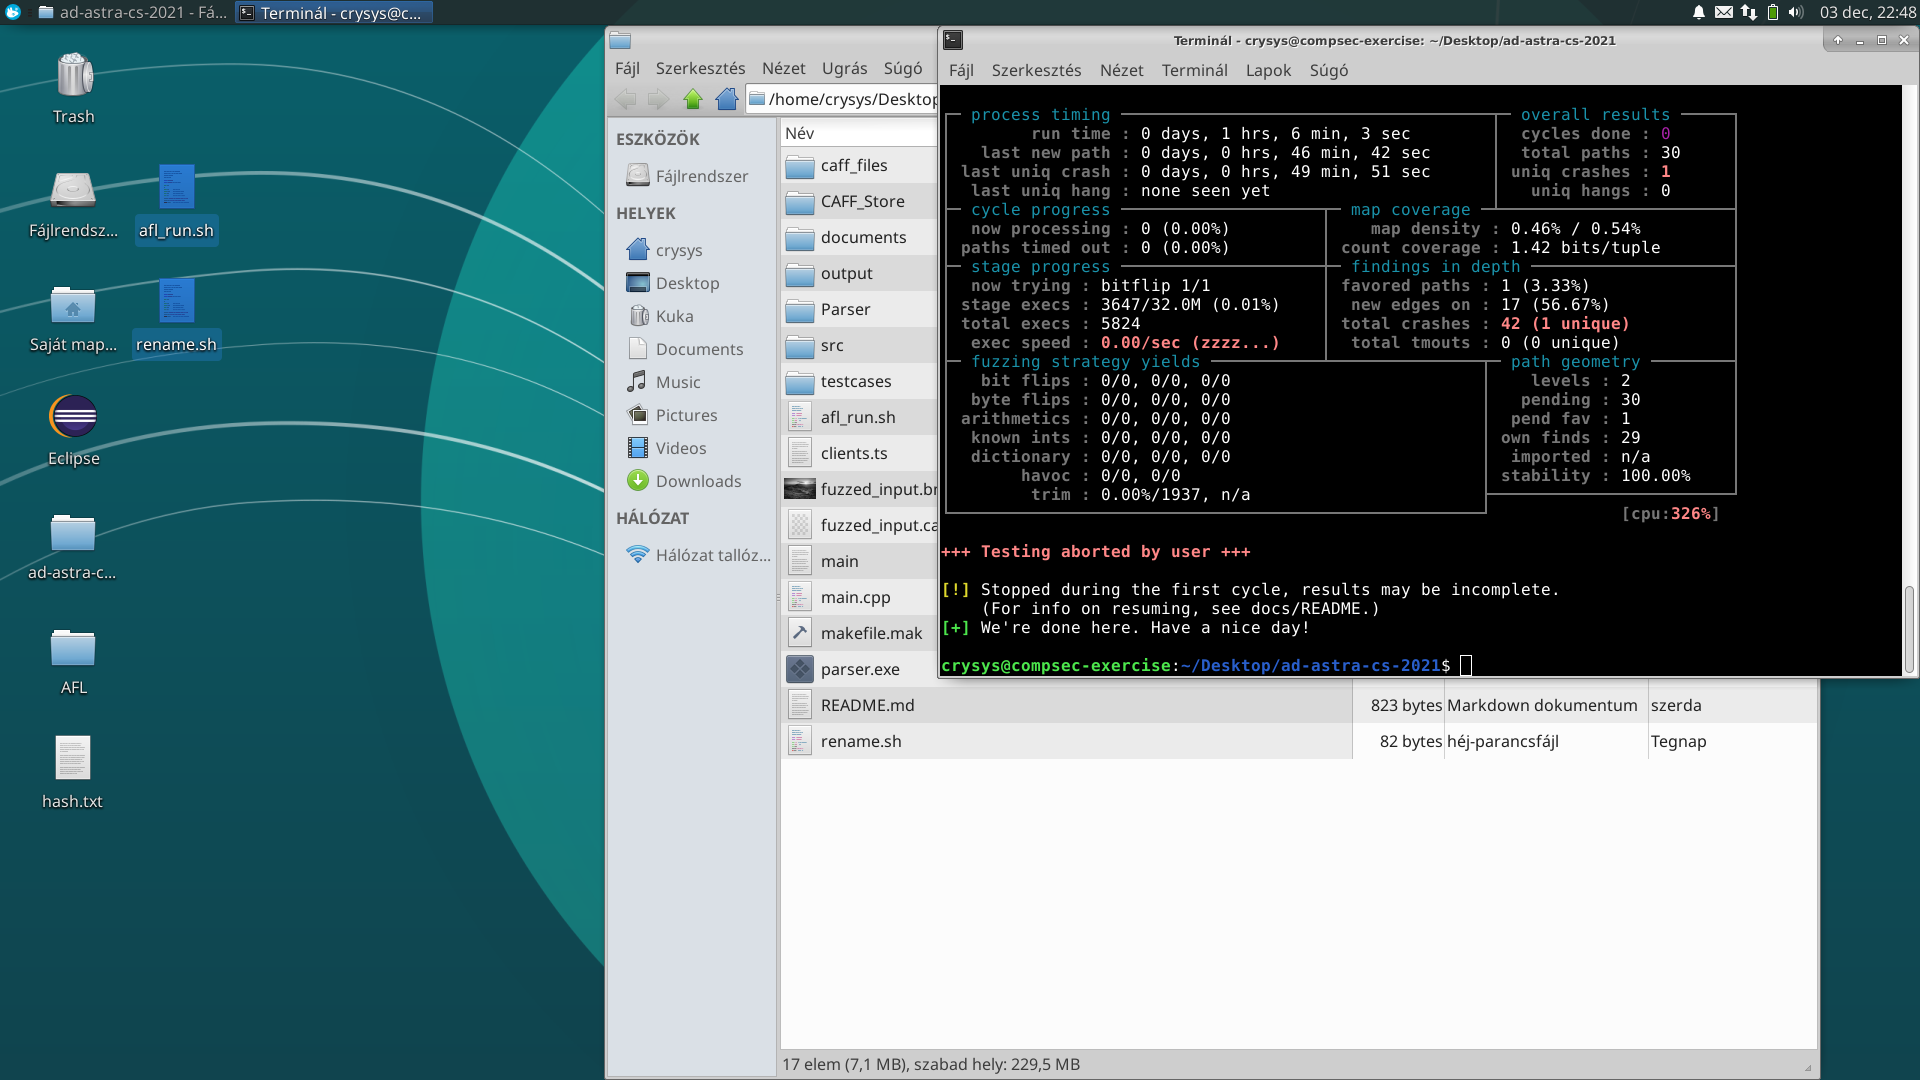 ad-astra-cs-2021 - Fá...
Terminál - crysys@c...
03 dec, 22:48
Trash
Fájlrendsz...
afl_run.sh
Saját map...
rename.sh
Eclipse
ad-astra-c...
AFL
hash.txt
Fájl Szerkesztés Nézet Ugrás Súgó
/home/crysys/Desktop
ESZKÖZÖK
Fájlrendszer
HELYEK
crysys
Desktop
Kuka
Documents
Music
Pictures
Videos
Downloads
HÁLÓZAT
Hálózat tallóz...
Név
caff_files
CAFF_Store
documents
output
Parser
src
testcases
afl_run.sh
clients.ts
fuzzed_input.br
fuzzed_input.ca
main
main.cpp
makefile.mak
parser.exe
README.md 823 bytes Markdown dokumentum szerda
rename.sh 82 bytes héj-parancsfájl Tegnap
17 elem (7,1 MB), szabad hely: 229,5 MB
Terminál - crysys@compsec-exercise: ~/Desktop/ad-astra-cs-2021
Fájl Szerkesztés Nézet Terminál Lapok Súgó
process timing overall results
run time : 0 days, 1 hrs, 6 min, 3 sec cycles done : 0
last new path : 0 days, 0 hrs, 46 min, 42 sec total paths : 30
last uniq crash : 0 days, 0 hrs, 49 min, 51 sec uniq crashes : 1
last uniq hang : none seen yet uniq hangs : 0
cycle progress map coverage
now processing : 0 (0.00%) map density : 0.46% / 0.54%
paths timed out : 0 (0.00%) count coverage : 1.42 bits/tuple
stage progress findings in depth
now trying : bitflip 1/1 favored paths : 1 (3.33%)
stage execs : 3647/32.0M (0.01%) new edges on : 17 (56.67%)
total execs : 5824 total crashes : 42 (1 unique)
exec speed : 0.00/sec (zzzz...) total tmouts : 0 (0 unique)
fuzzing strategy yields path geometry
bit flips : 0/0, 0/0, 0/0 levels : 2
byte flips : 0/0, 0/0, 0/0 pending : 30
arithmetics : 0/0, 0/0, 0/0 pend fav : 1
known ints : 0/0, 0/0, 0/0 own finds : 29
dictionary : 0/0, 0/0, 0/0 imported : n/a
havoc : 0/0, 0/0 stability : 100.00%
trim : 0.00%/1937, n/a
[cpu:326%]
+++ Testing aborted by user +++
[!] Stopped during the first cycle, results may be incomplete.
(For info on resuming, see docs/README.)
[+] We're done here. Have a nice day!
crysys@compsec-exercise:~/Desktop/ad-astra-cs-2021$